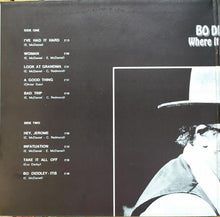 SIDE ONE
I'VE HAD IT HARD
E. McDaniel
WOMAN
E. McDaniel
LOOK AT GRANDMA
E. McDaniel - C. Redmond
A GOOD THING
BAD TRIP
E. McDaniel - C. Redmond
SIDE TWO
HEY, JEROME
E. McDaniel - C. Redmond
INFATUATION
E. McDaniel - E. McDaniel
TAKE IT ALL OFF
BO DIDDLEY-ITIS
E. McDaniel
BO DI
Where It